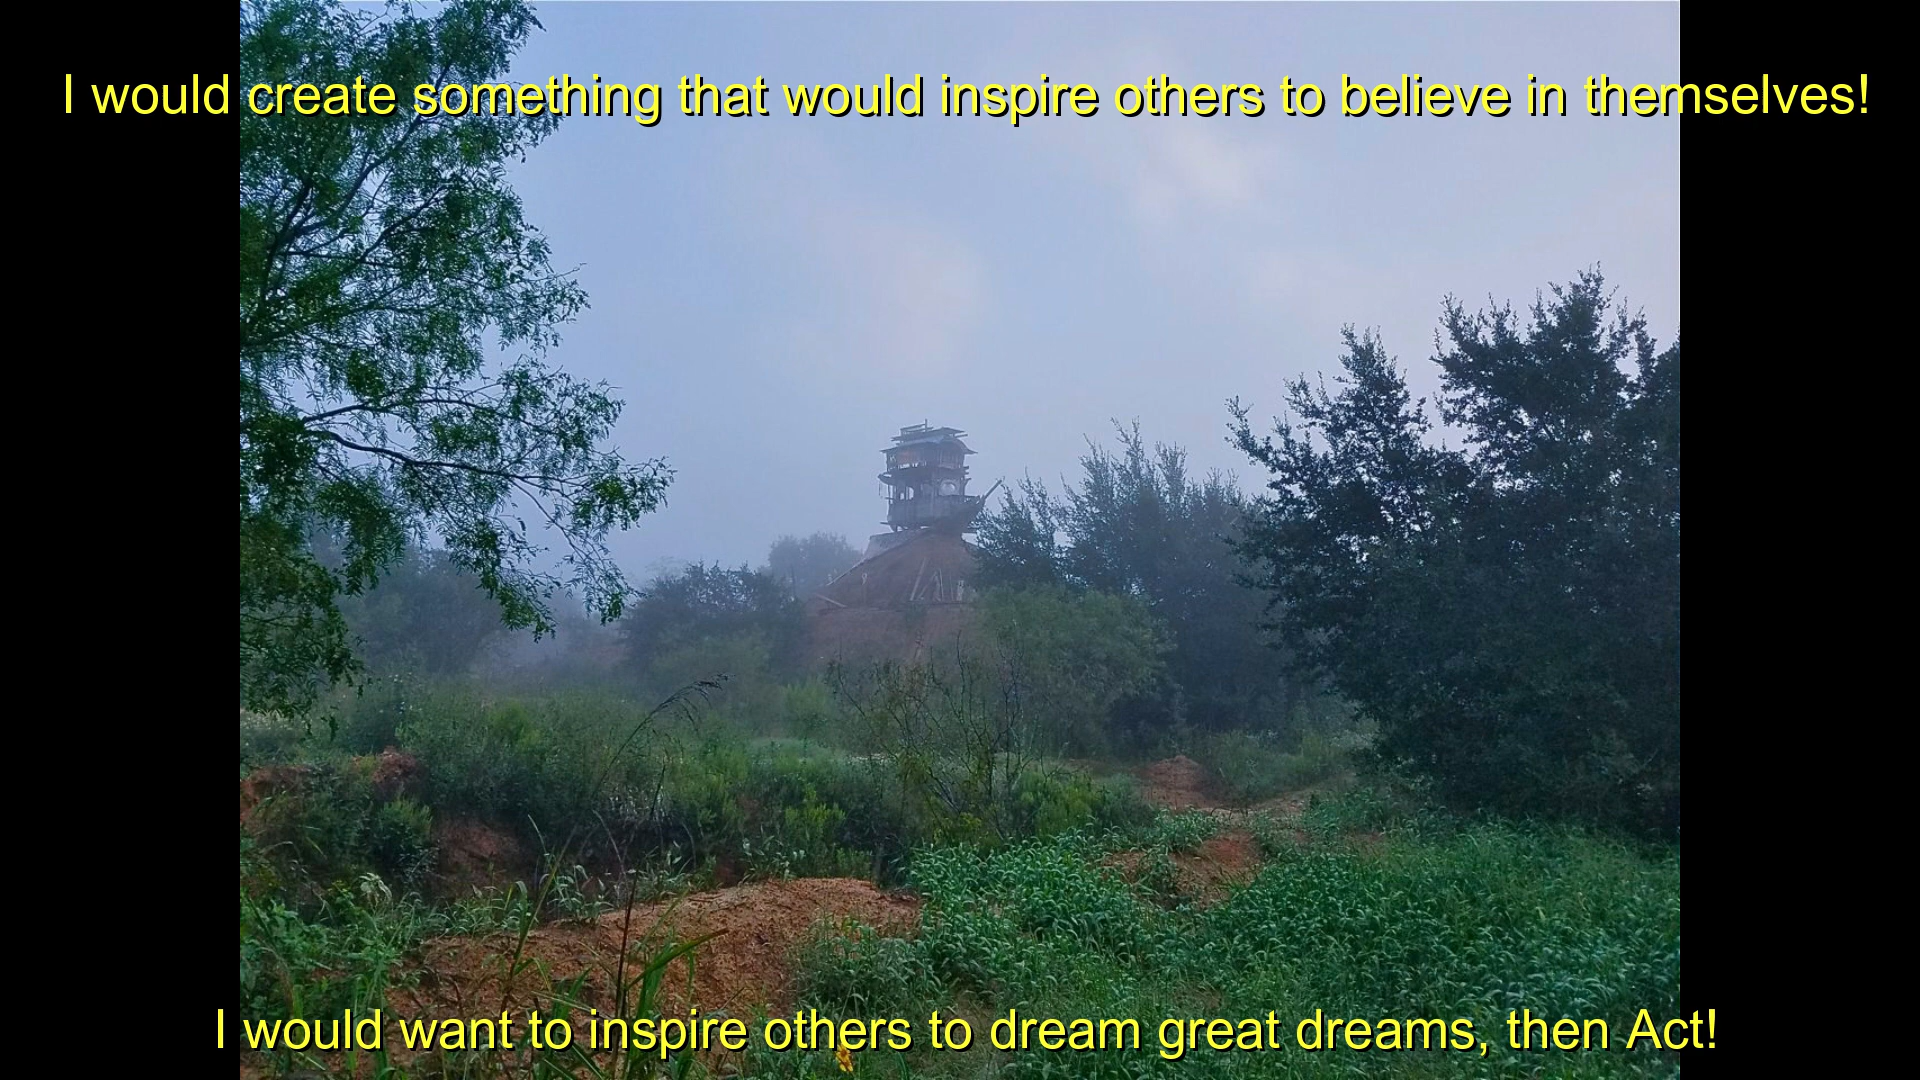 I would create something that would inspire others to believe in themselves!
I would want to inspire others to dream great dreams, then Act!